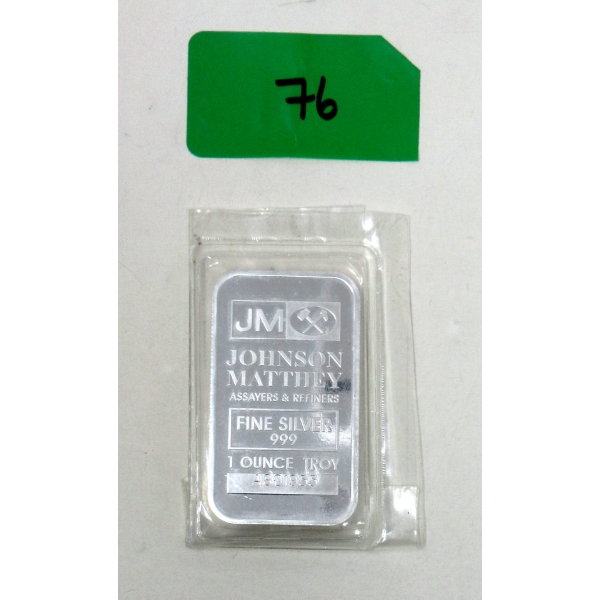 76
JM
JOHNSON
MATTHEY
ASSAYERS & REFINERS
FINE SILVER
999
1 OUNCE TROY